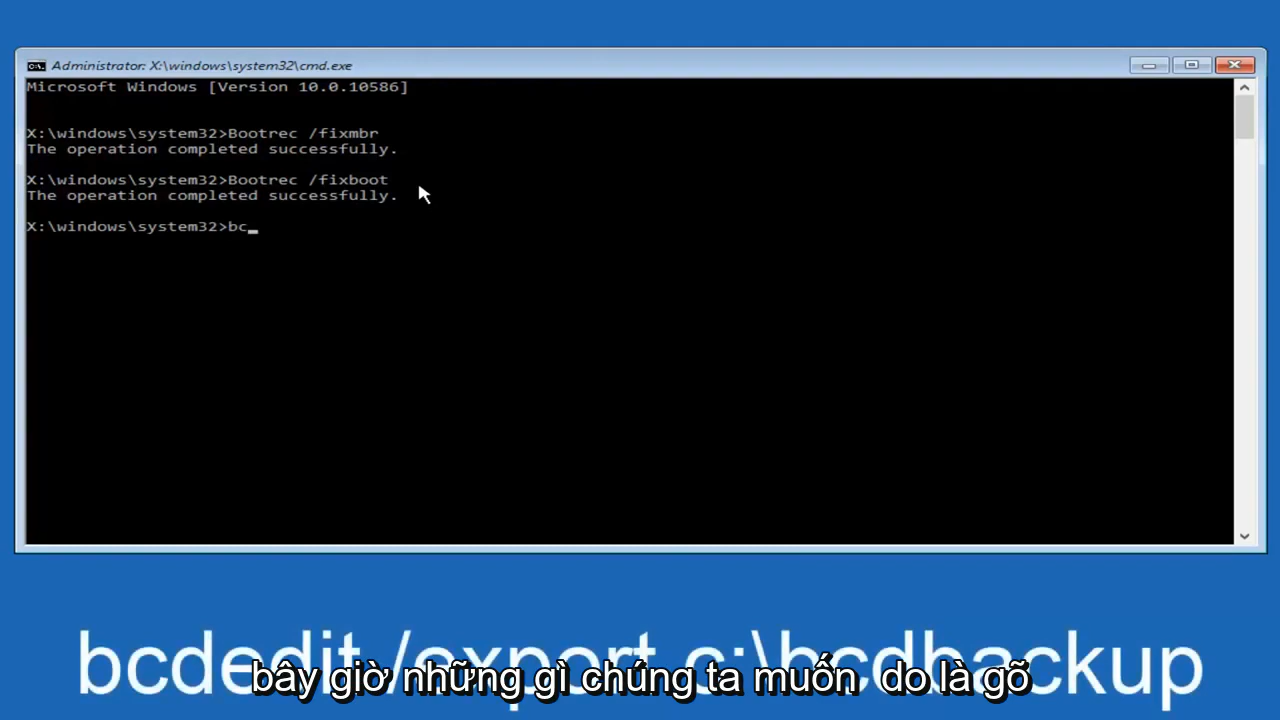 Administrator: X:\windows\system32\cmd.exe
Microsoft Windows [Version 10.0.10586]
X:\windows\system32>Bootrec /fixmbr
The operation completed successfully.
X:\windows\system32>Bootrec /fixboot
The operation completed successfully.
X:\windows\system32>bc_
bcdedit /export c:\bcdbackup
bây giờ những gì chúng ta muốn do là gõ